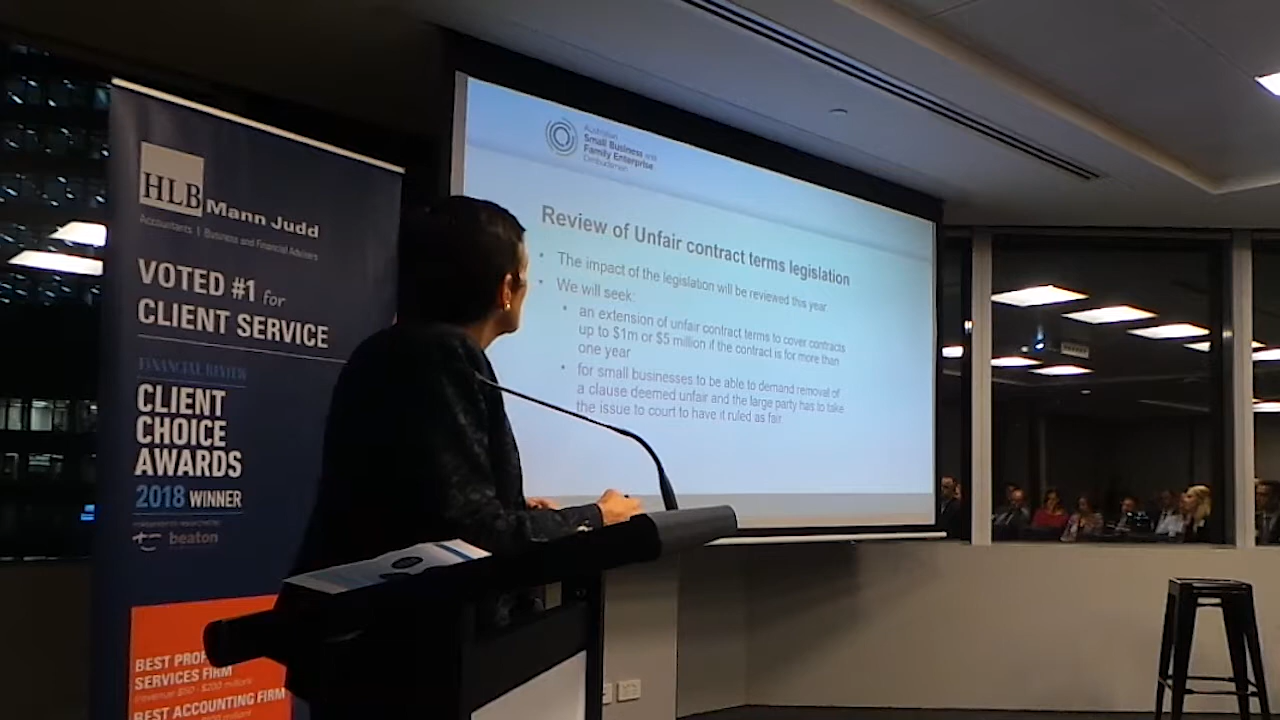 HLB Mann Judd
Accountants | Business and Financial Advisers
VOTED #1 for
CLIENT SERVICE
FINANCIAL REVIEW
CLIENT
CHOICE
AWARDS
2018 WINNER
beaton
BEST PROF
SERVICES FIRM
(revenue $50 - $200 million)
BEST ACCOUNTING FIRM
Australian
Small Business and
Family Enterprise
Ombudsman
Review of Unfair contract terms legislation
• The impact of the legislation will be reviewed this year
• We will seek:
• an extension of unfair contract terms to cover contracts
up to $1m or $5 million if the contract is for more than
one year
• for small businesses to be able to demand removal of
a clause deemed unfair and the large party has to take
the issue to court to have it ruled as fair.